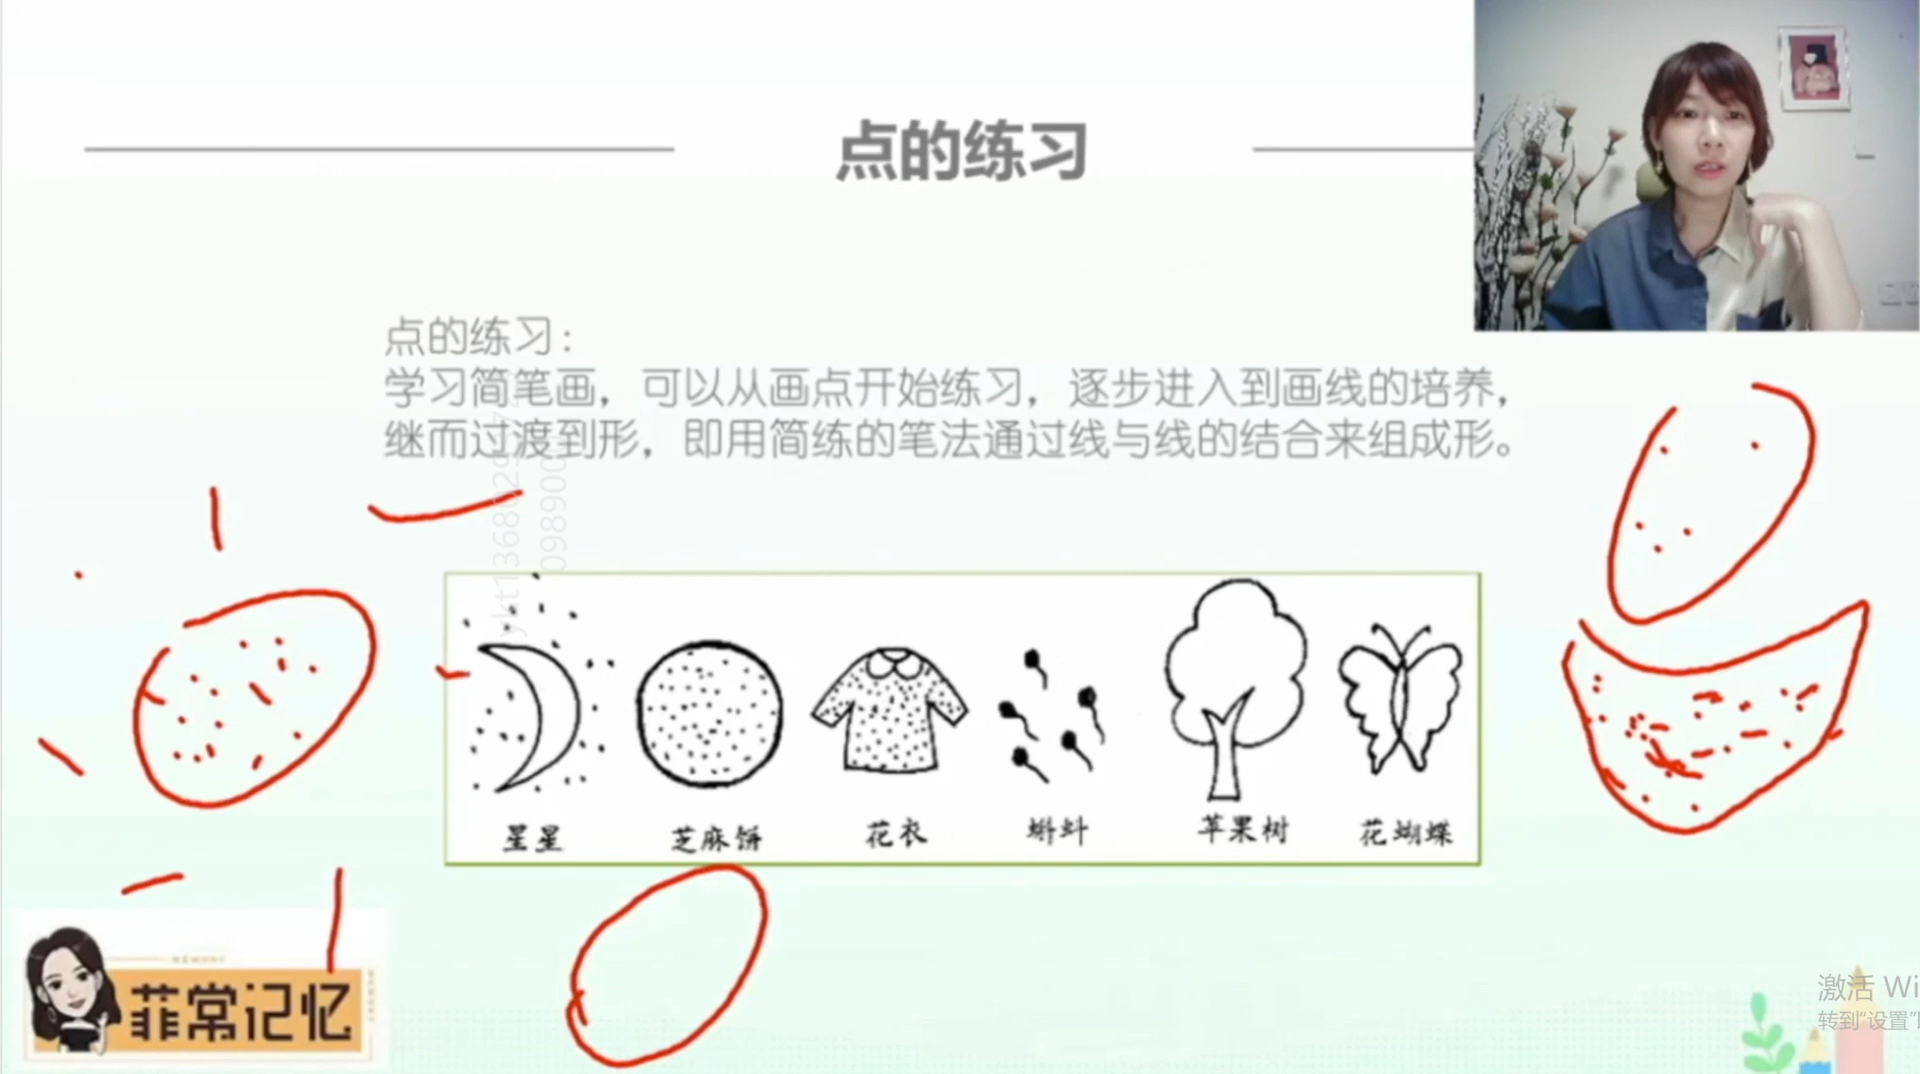 点的练习
点的练习：
学习简笔画，可以从画点开始练习，逐步进入到画线的培养，
继而过渡到形，即用简练的笔法通过线与线的结合来组成形。
星星 芝麻饼 花衣 蝌蚪 苹果树 花蝴蝶
菲常记忆
激活 Wi
转到"设置"